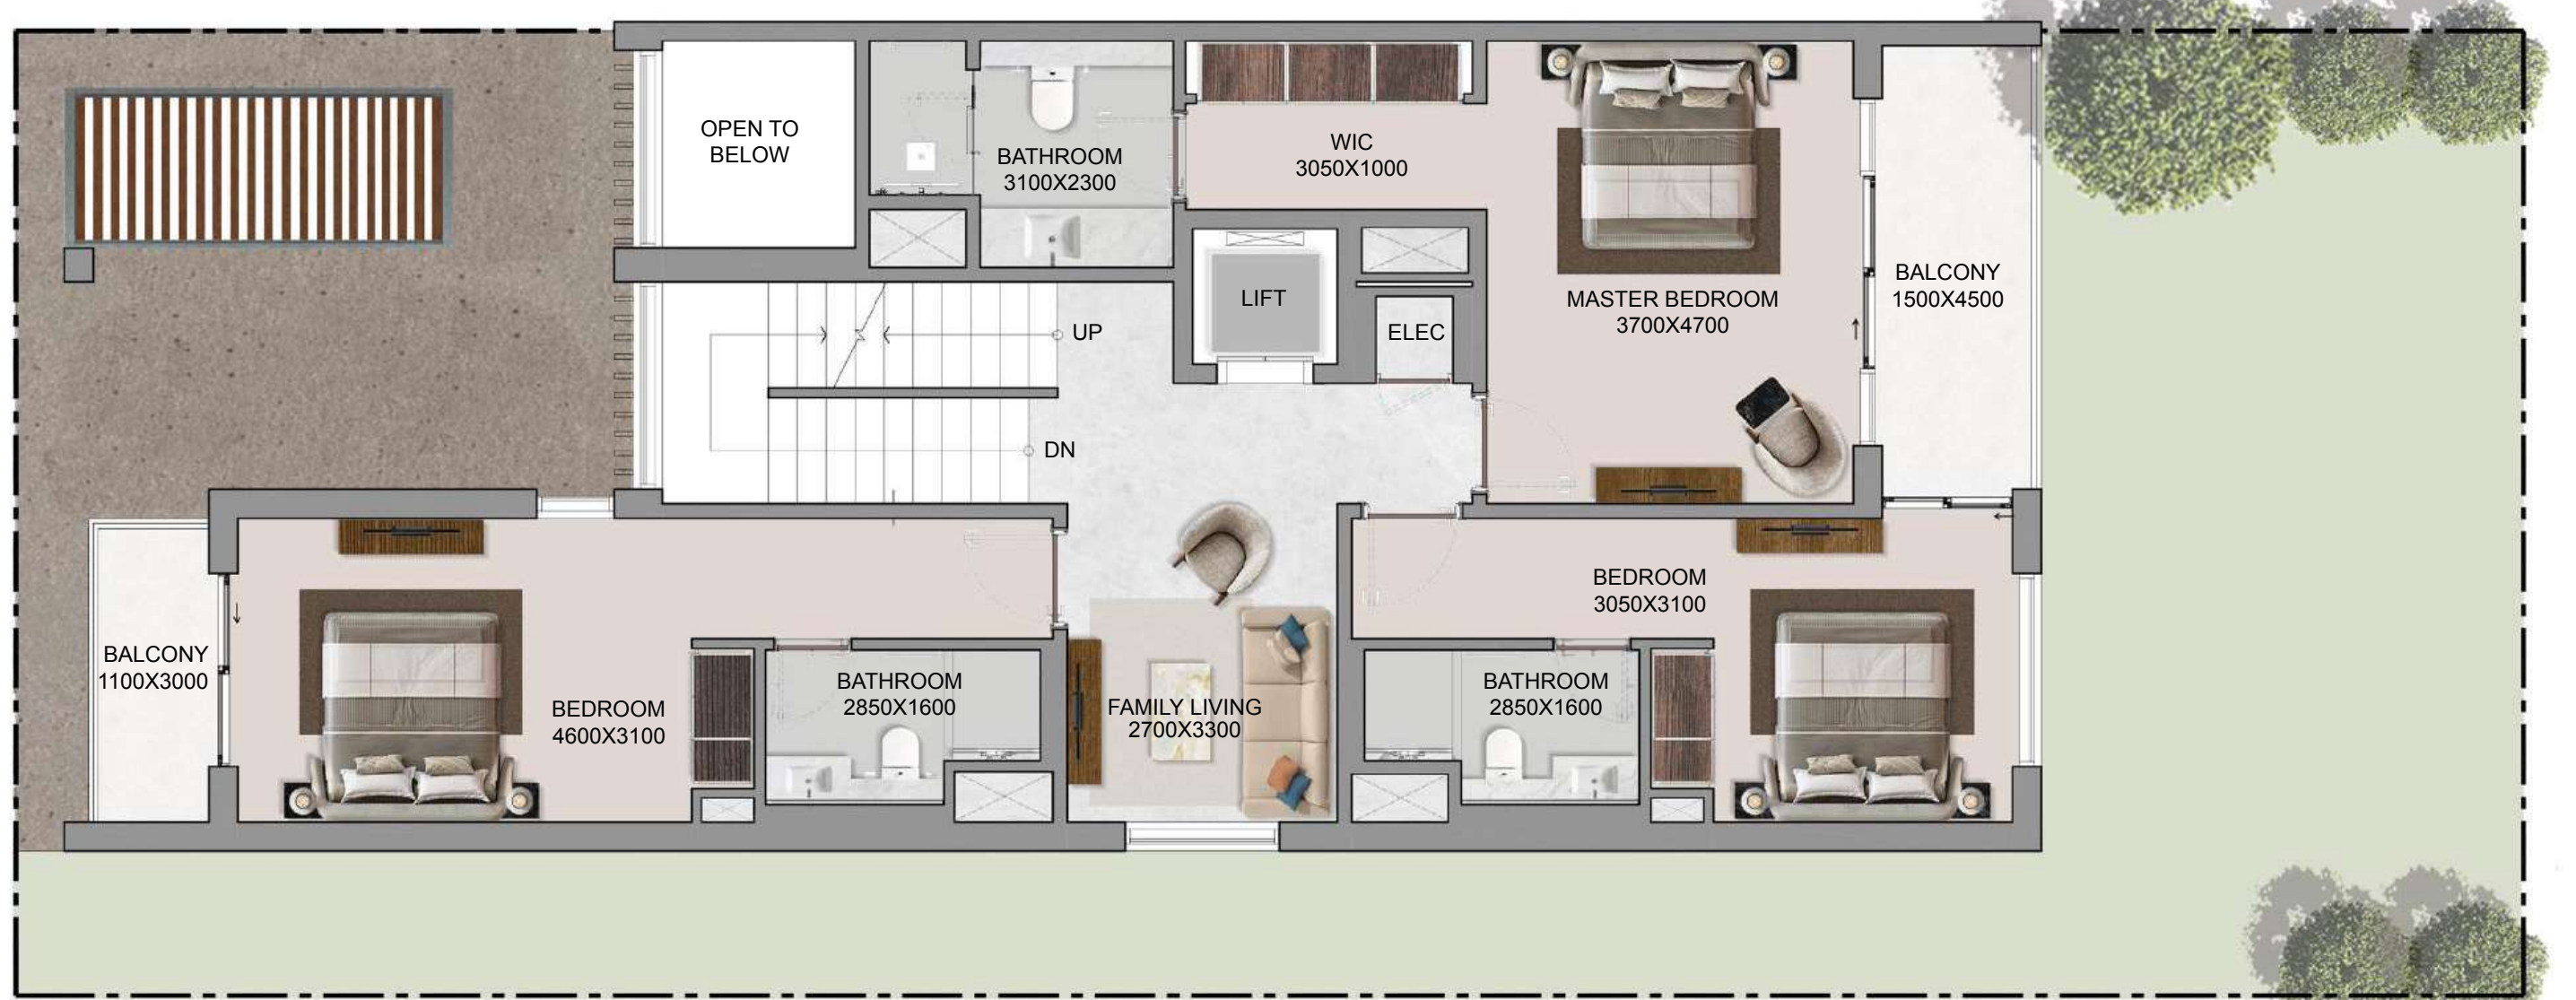 OPEN TO
BELOW
BATHROOM
3100X2300
WIC
3050X1000
LIFT
ELEC
MASTER BEDROOM
3700X4700
BALCONY
1500X4500
UP
DN
BALCONY
1100X3000
BEDROOM
4600X3100
BATHROOM
2850X1600
FAMILY LIVING
2700X3300
BATHROOM
2850X1600
BEDROOM
3050X3100